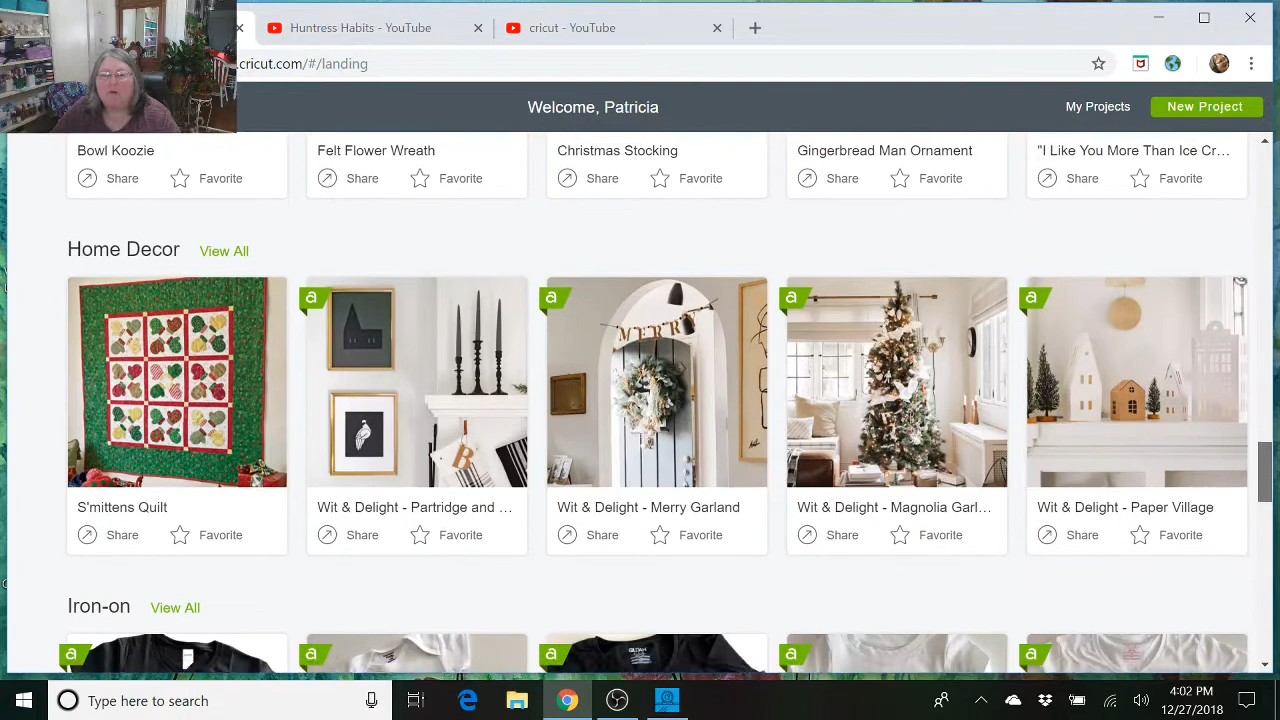 Huntress Habits - YouTube
cricut - YouTube
cricut.com/#/landing
Welcome, Patricia
My Projects
New Project
Bowl Koozie
Felt Flower Wreath
Christmas Stocking
Gingerbread Man Ornament
"I Like You More Than Ice Cr…
Share Favorite
Share Favorite
Share Favorite
Share Favorite
Share Favorite
Home Decor View All
a
a
a
a
MERRY
B
S'mittens Quilt
Wit & Delight - Partridge and …
Wit & Delight - Merry Garland
Wit & Delight - Magnolia Garl…
Wit & Delight - Paper Village
Share Favorite
Share Favorite
Share Favorite
Share Favorite
Share Favorite
Iron-on View All
a
a
a
a
a
Type here to search
4:02 PM
12/27/2018